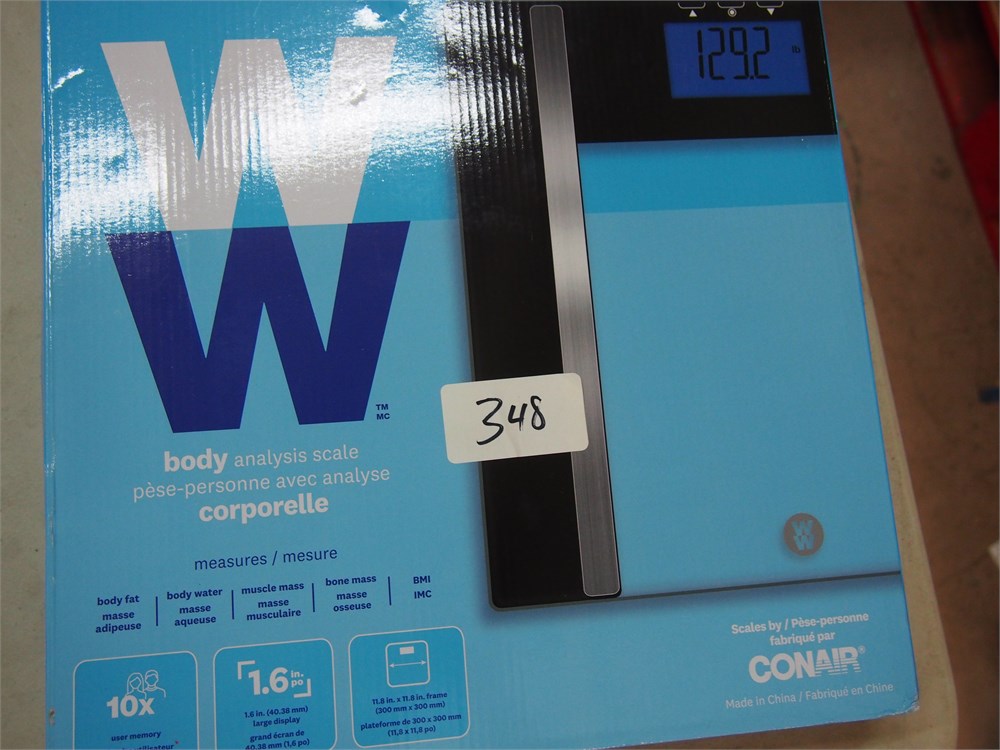 129.2 lb
W
W
TM
MC
348
body analysis scale
pèse-personne avec analyse
corporelle
measures / mesure
body fat
masse
adipeuse
body water
masse
aqueuse
muscle mass
masse
musculaire
bone mass
masse
osseuse
BMI
IMC
10x
user memory
1.6 in.
po
1.6 in. (40.38 mm)
large display
grand écran de
40.38 mm (1,6 po)
11.8 in. x 11.8 in. frame
(300 mm x 300 mm)
plateforme de 300 x 300 mm
(11,8 x 11,8 po)
W
W
Scales by / Pèse-personne
fabriqué par
CONAIR®
Made in China / Fabriqué en Chine